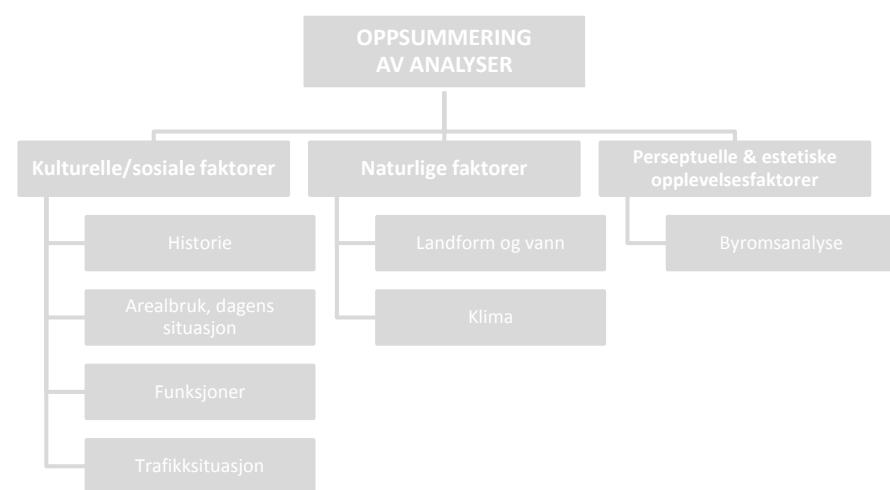 OPPSUMMERING
AV ANALYSER
Kulturelle/sosiale faktorer
Naturlige faktorer
Perseptuelle & estetiske
opplevelsesfaktorer
Historie
Landform og vann
Byromsanalyse
Arealbruk, dagens
situasjon
Klima
Funksjoner
Trafikksituasjon